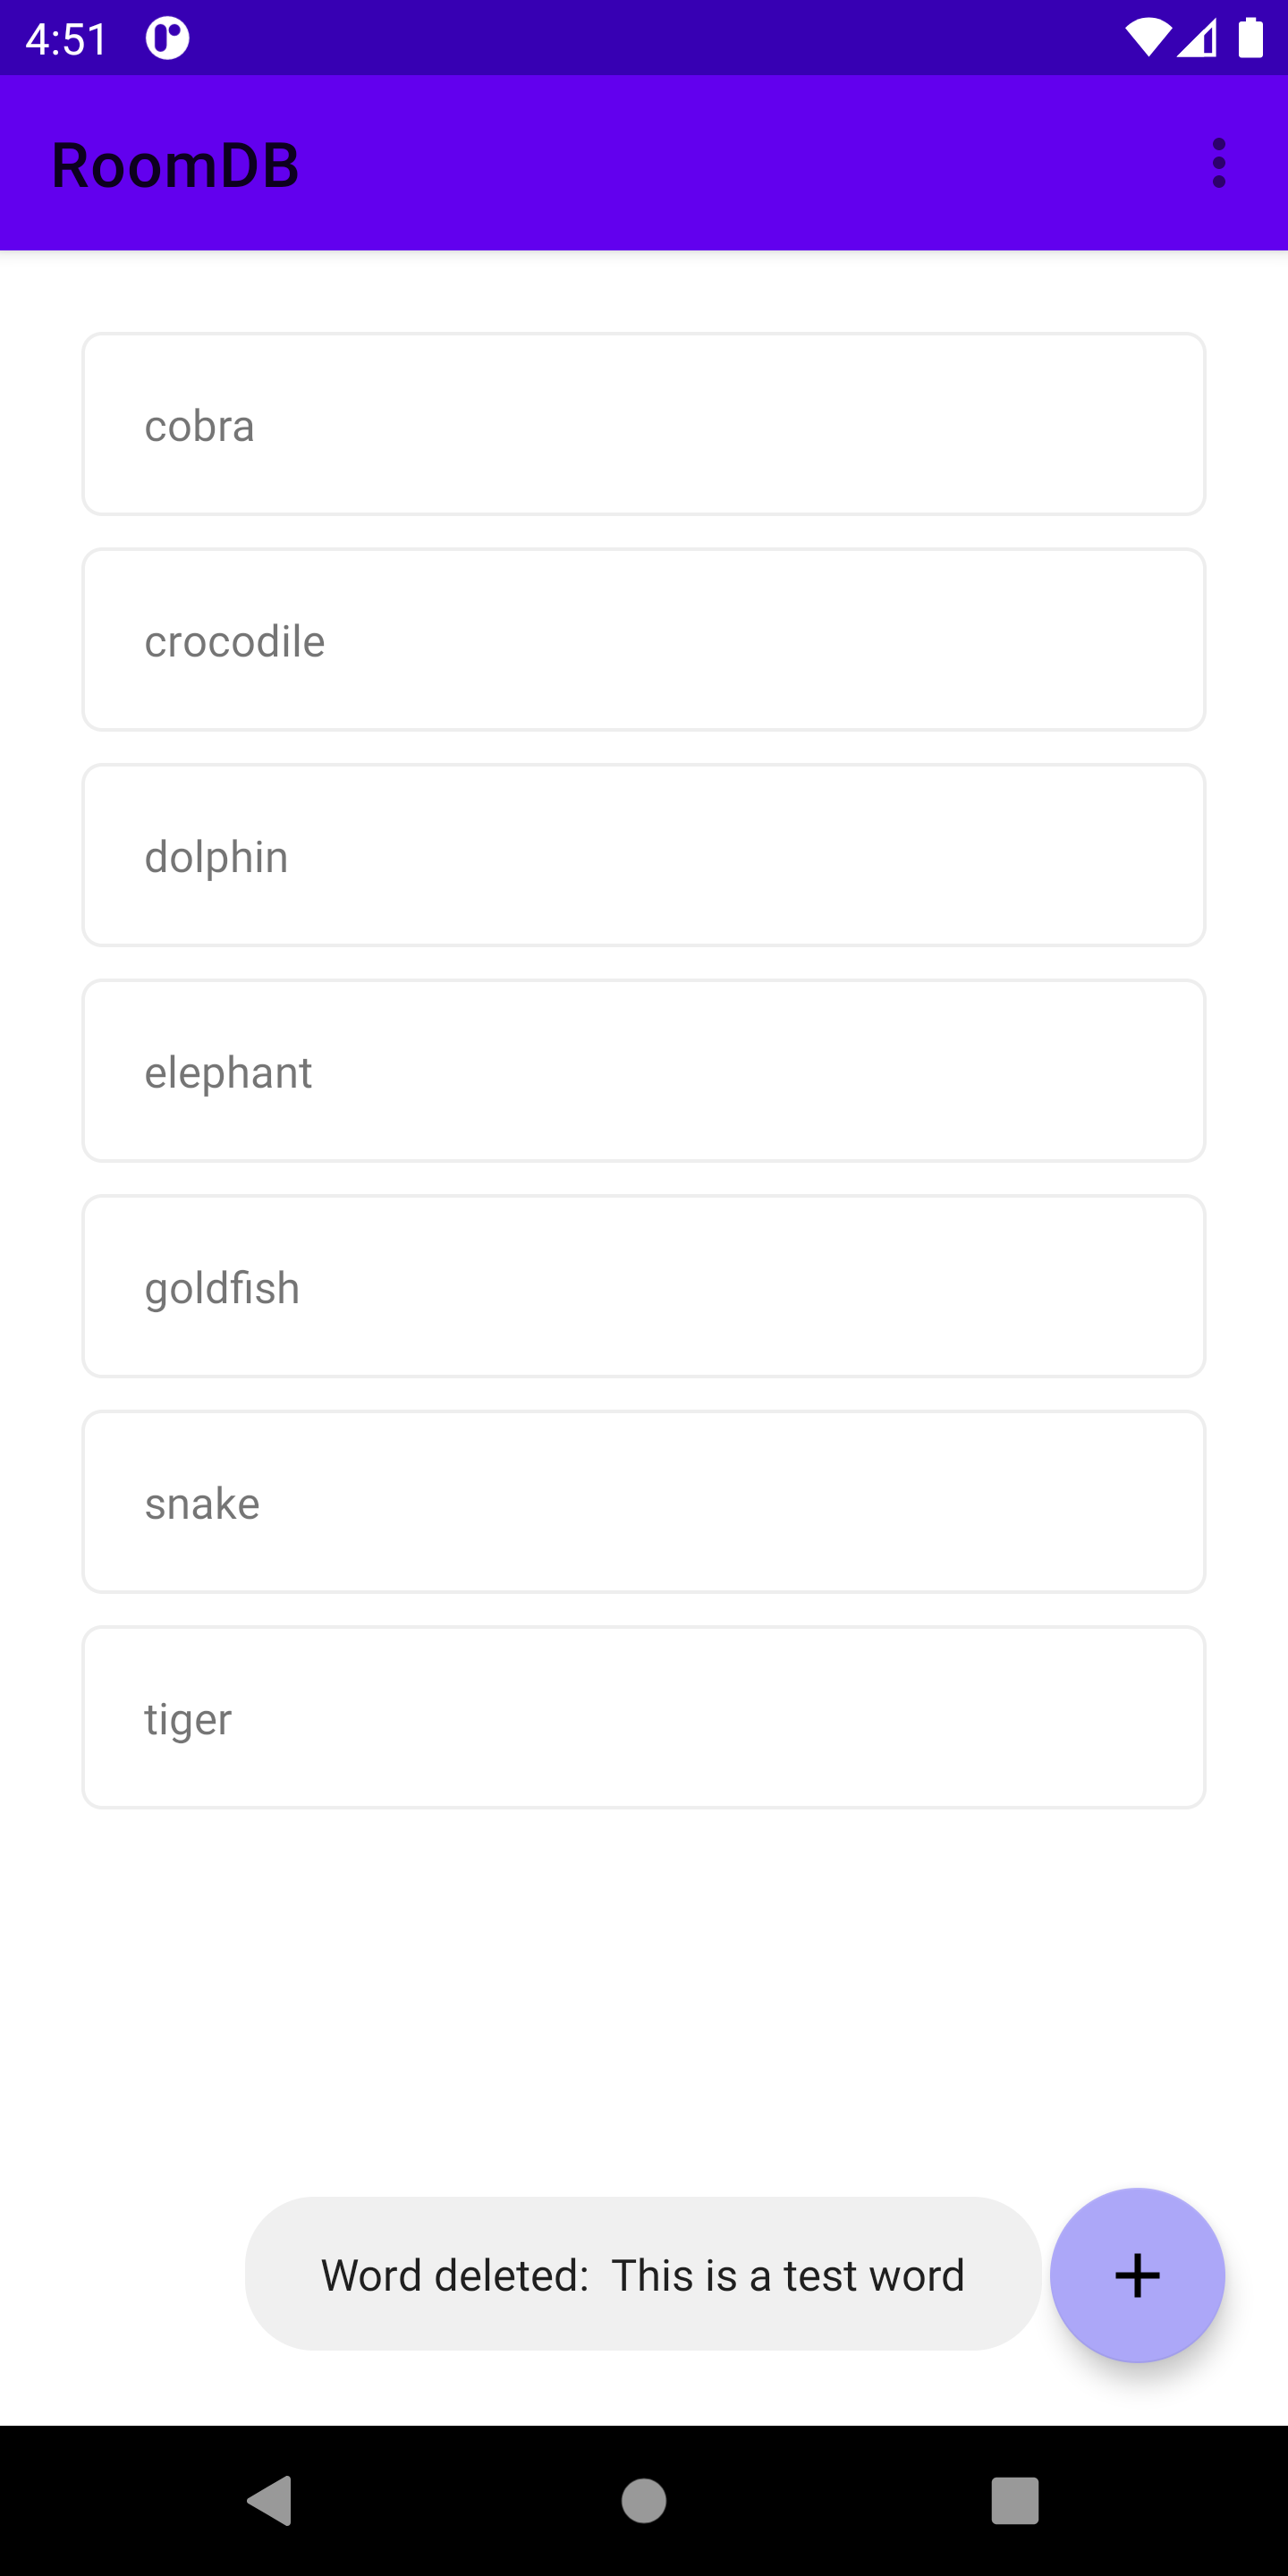 4:51
RoomDB
cobra
crocodile
dolphin
elephant
goldfish
snake
tiger
Word deleted:  This is a test word